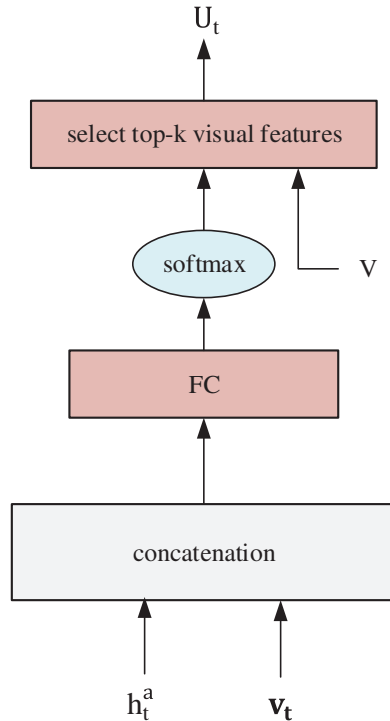 U_t
select top-k visual features
softmax
V
FC
concatenation
h_t^a
v_t